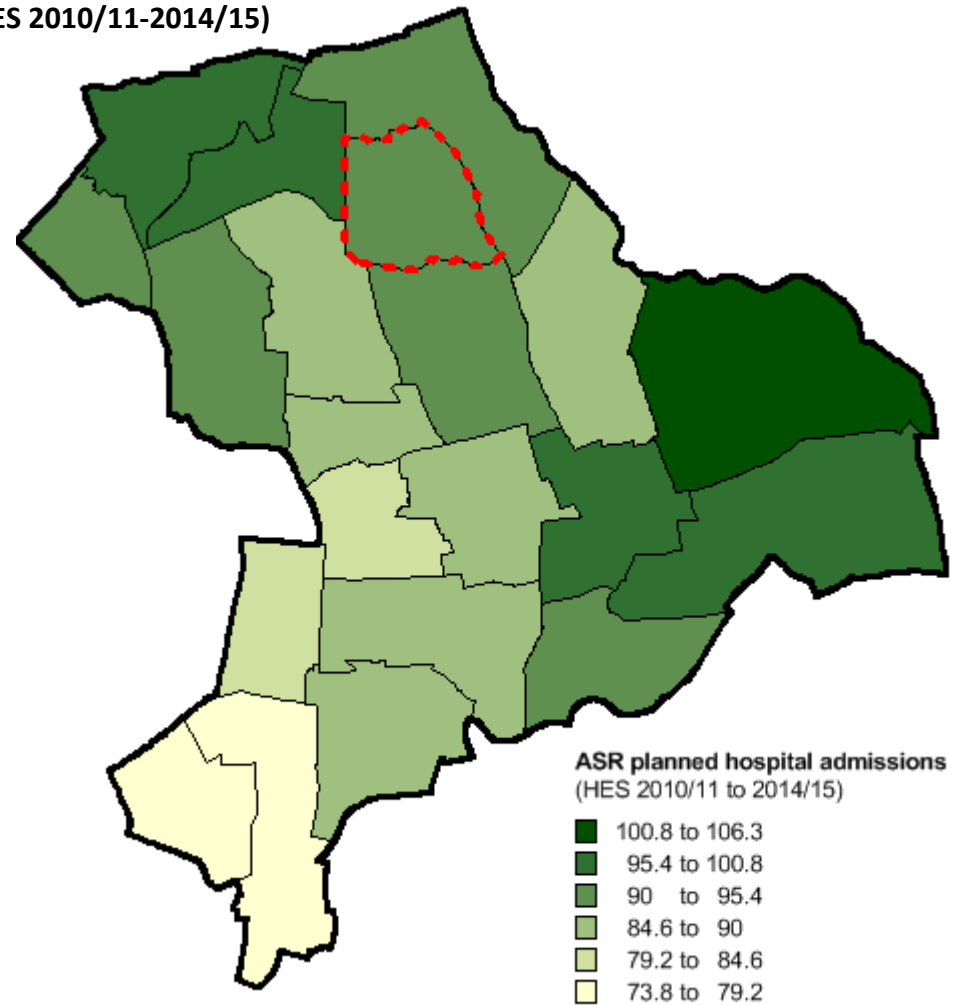 ES 2010/11-2014/15)
ASR planned hospital admissions
(HES 2010/11 to 2014/15)
100.8 to 106.3
95.4 to 100.8
90 to 95.4
84.6 to 90
79.2 to 84.6
73.8 to 79.2